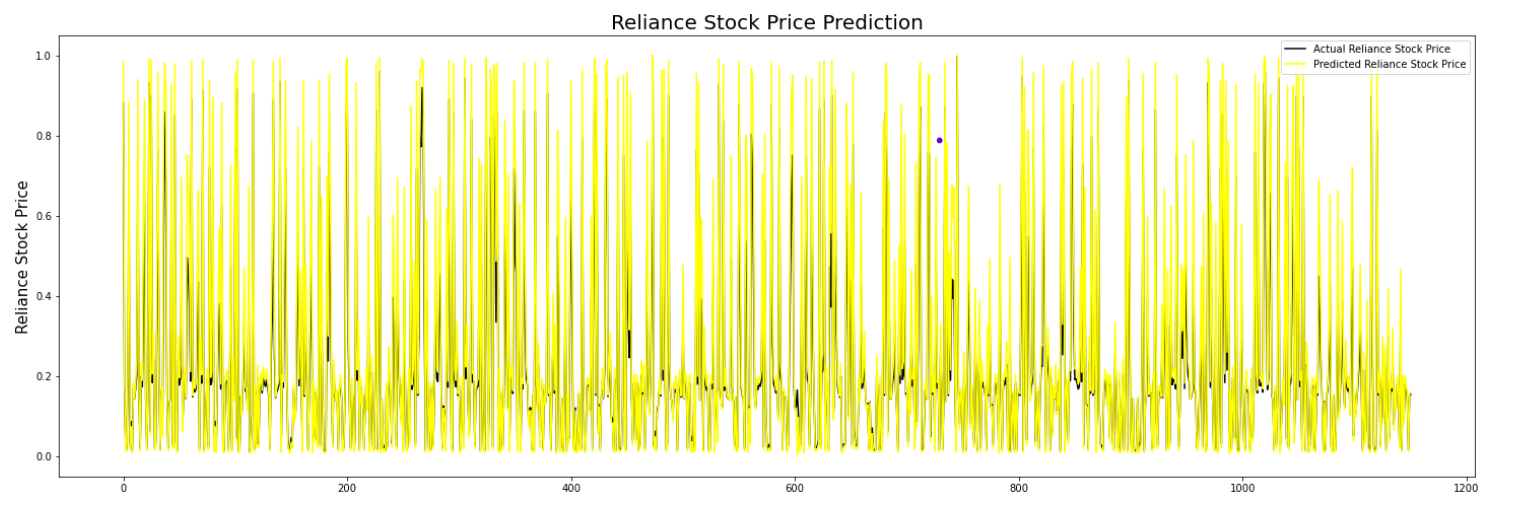 Reliance Stock Price Prediction
Actual Reliance Stock Price
Predicted Reliance Stock Price
Reliance Stock Price
1.0
0.8
0.6
0.4
0.2
0.0
0 200 400 600 800 1000 1200